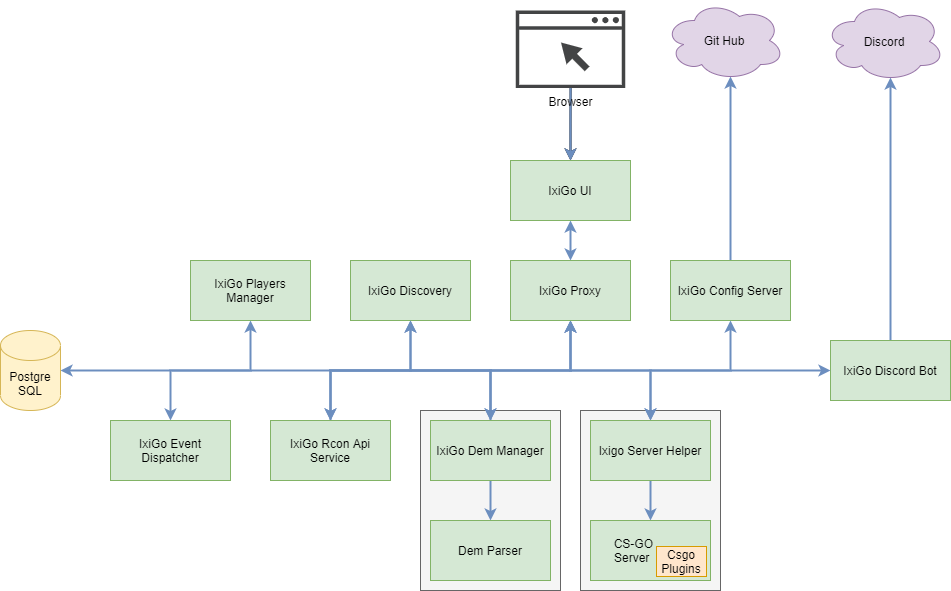 Git Hub
Discord
Browser
IxiGo UI
IxiGo Players
Manager
IxiGo Discovery
IxiGo Proxy
IxiGo Config Server
Postgre
SQL
IxiGo Discord Bot
IxiGo Event
Dispatcher
IxiGo Rcon Api
Service
IxiGo Dem Manager
Ixigo Server Helper
Dem Parser
CS-GO
Server
Csgo
Plugins